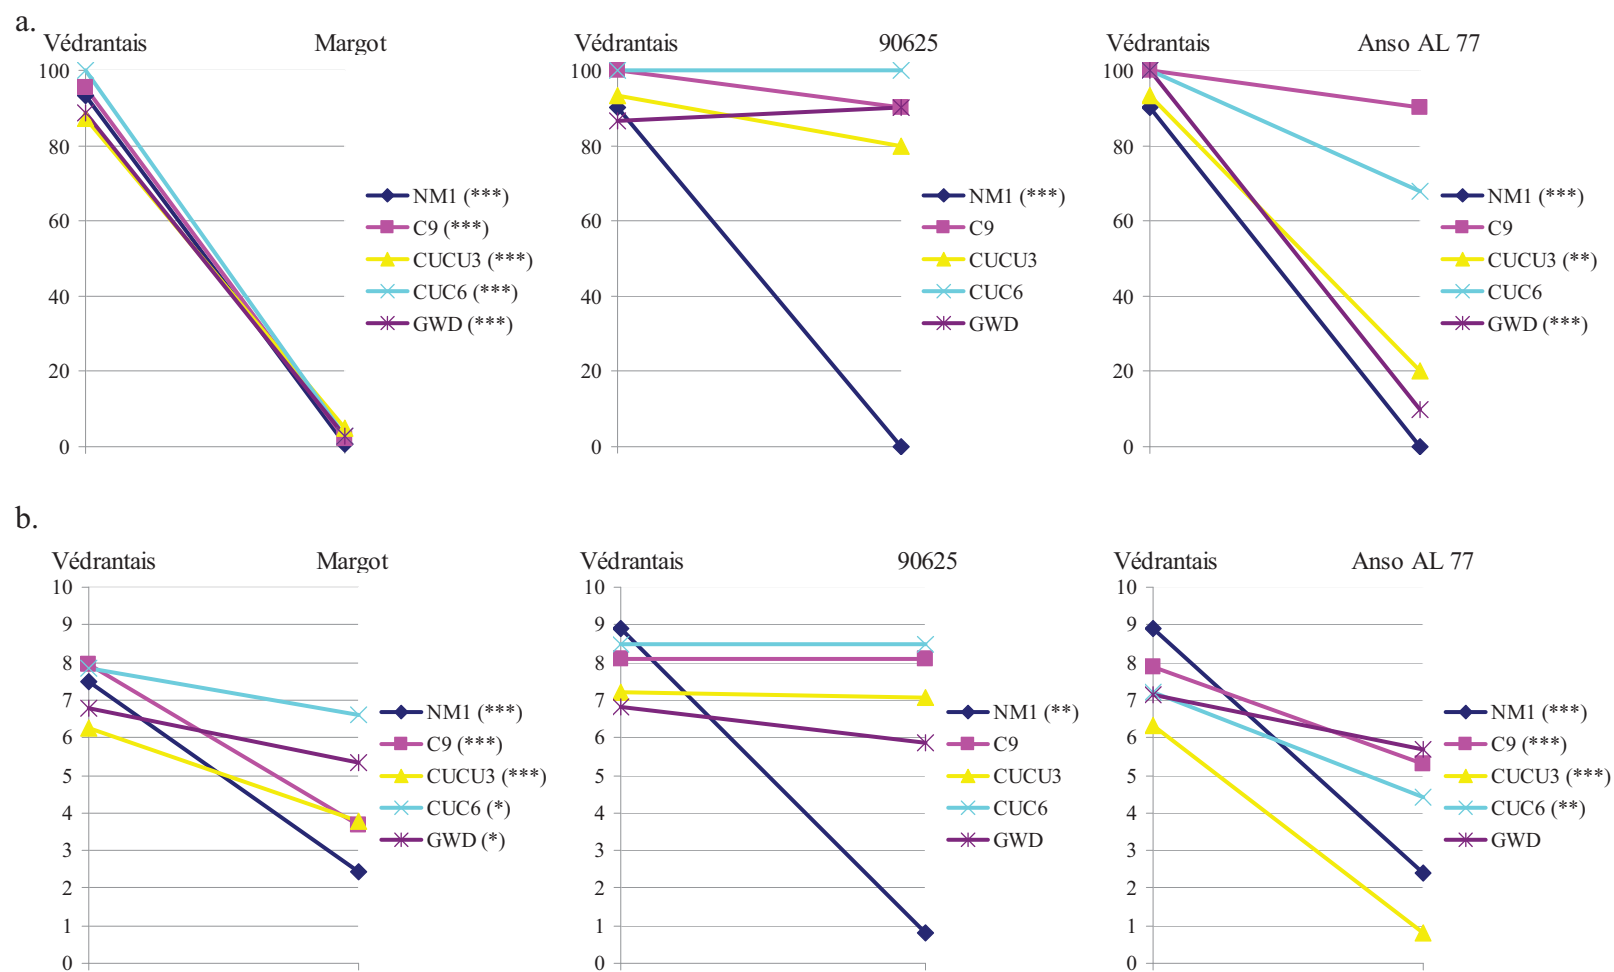 a.
Védrantais Margot
100
80
60
40
20
0
NM1 (***)
C9 (***)
CUCU3 (***)
CUC6 (***)
GWD (***)
Védrantais 90625
100
80
60
40
20
0
NM1 (***)
C9
CUCU3
CUC6
GWD
Védrantais Anso AL 77
100
80
60
40
20
0
NM1 (***)
C9
CUCU3 (**)
CUC6
GWD (***)
b.
Védrantais Margot
10
9
8
7
6
5
4
3
2
1
0
NM1 (***)
C9 (***)
CUCU3 (***)
CUC6 (*)
GWD (*)
Védrantais 90625
10
9
8
7
6
5
4
3
2
1
0
NM1 (**)
C9
CUCU3
CUC6
GWD
Védrantais Anso AL 77
10
9
8
7
6
5
4
3
2
1
0
NM1 (***)
C9 (***)
CUCU3 (***)
CUC6 (**)
GWD